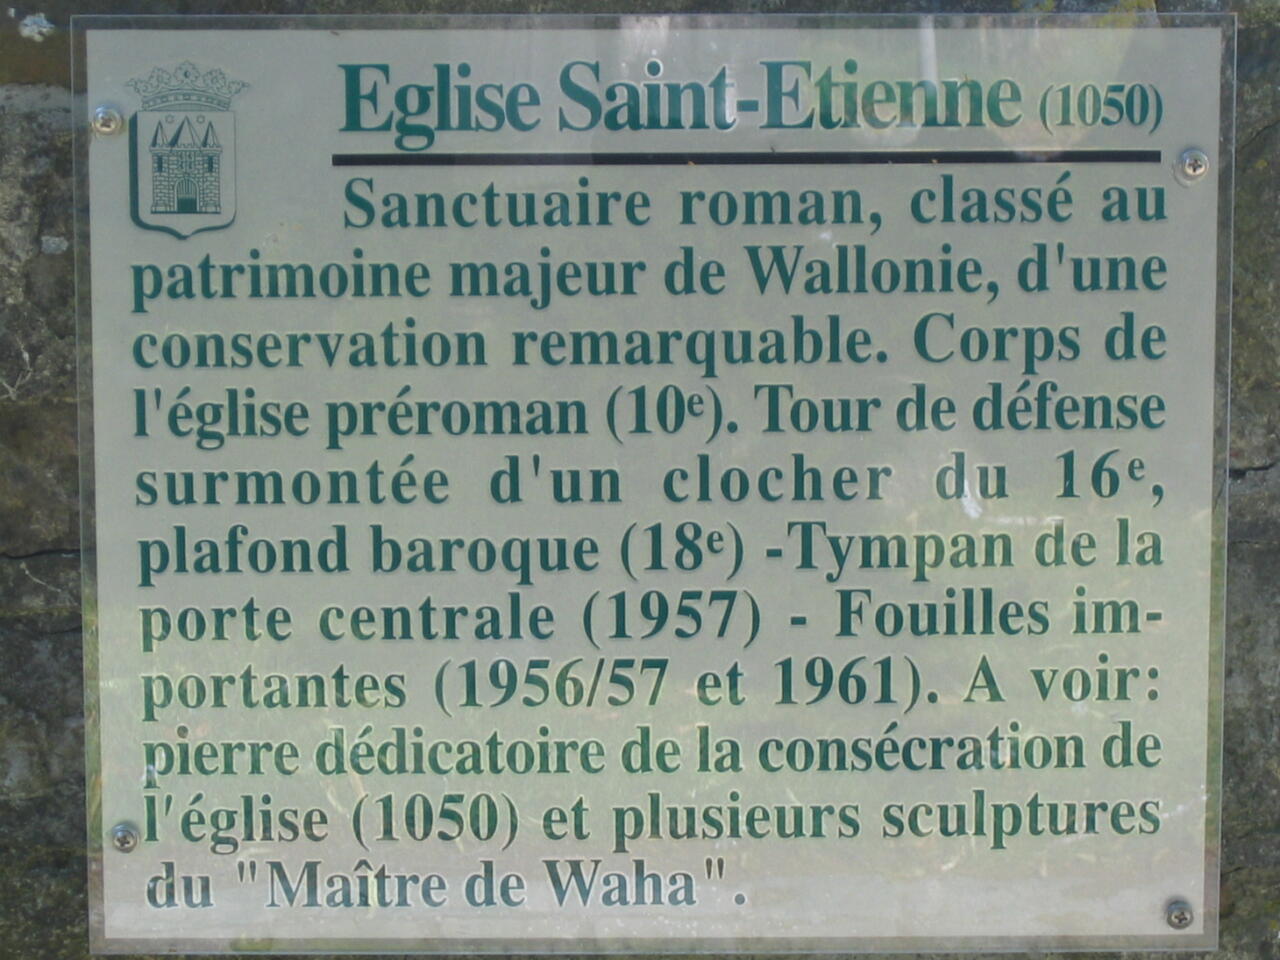 Eglise Saint-Etienne (1050)
Sanctuaire roman, classé au
patrimoine majeur de Wallonie, d'une
conservation remarquable. Corps de
l'église préroman (10e). Tour de défense
surmontée d'un clocher du 16e,
plafond baroque (18e) -Tympan de la
porte centrale (1957) - Fouilles im-
portantes (1956/57 et 1961). A voir:
pierre dédicatoire de la consécration de
l'église (1050) et plusieurs sculptures
du "Maître de Waha".